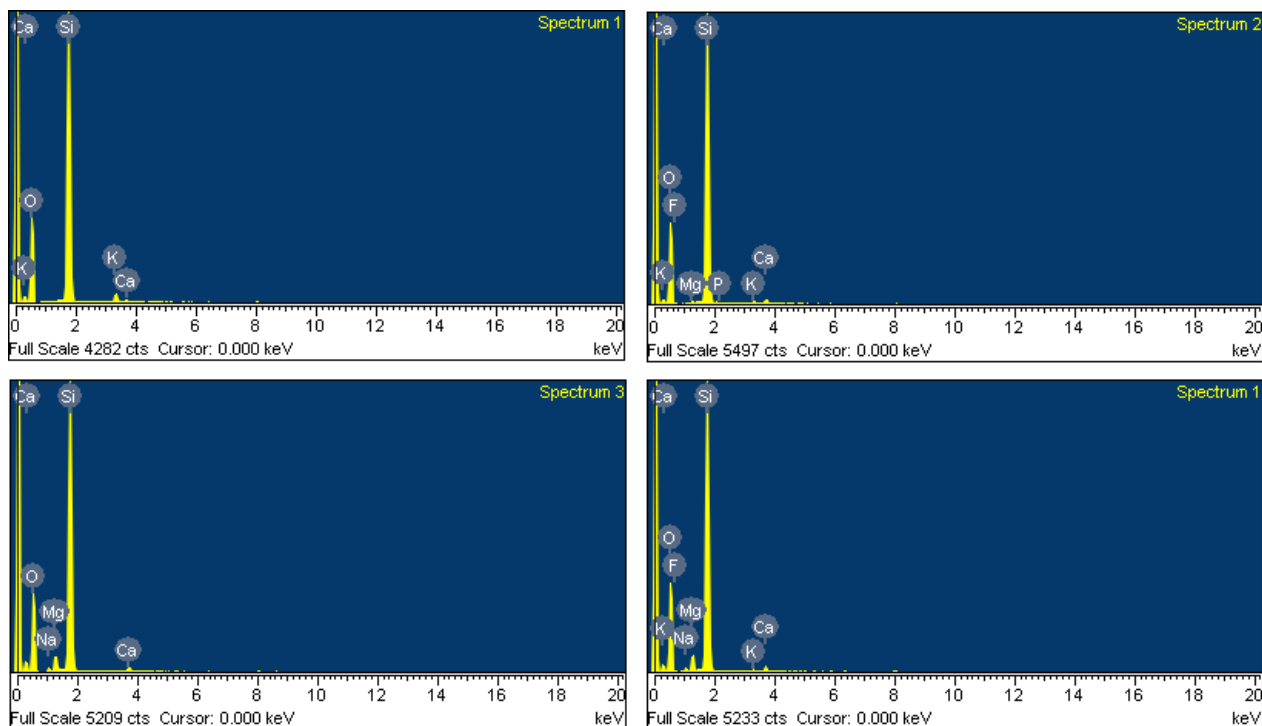 Spectrum 1
Ca Si
O
K
K
Ca
0 2 4 6 8 10 12 14 16 18 20
Full Scale 4282 cts Cursor: 0.000 keV keV
Spectrum 2
Ca Si
O
F
Ca
K
Mg P K
0 2 4 6 8 10 12 14 16 18 20
Full Scale 5497 cts Cursor: 0.000 keV keV
Spectrum 3
Ca Si
O
Mg
Na
Ca
0 2 4 6 8 10 12 14 16 18 20
Full Scale 5209 cts Cursor: 0.000 keV keV
Spectrum 1
Ca Si
O
F
Mg
K Na Ca
K
0 2 4 6 8 10 12 14 16 18 20
Full Scale 5233 cts Cursor: 0.000 keV keV